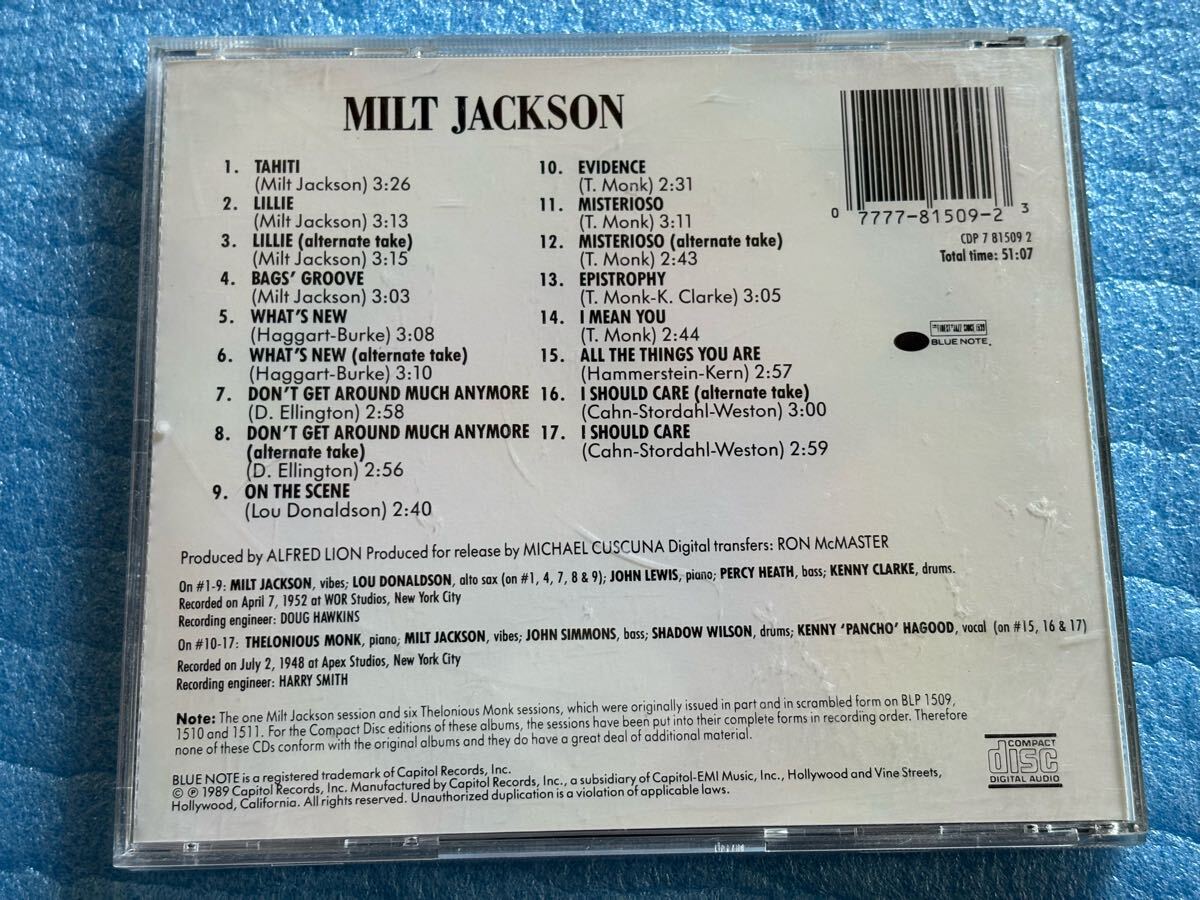 MILT JACKSON
1. TAHITI
(Milt Jackson) 3:26
2. LILLIE
(Milt Jackson) 3:13
3. LILLIE (alternate take)
(Milt Jackson) 3:15
4. BAGS' GROOVE
(Milt Jackson) 3:03
5. WHAT'S NEW
(Haggart-Burke) 3:08
6. WHAT'S NEW (alternate take)
(Haggart-Burke) 3:10
7. DON'T GET AROUND MUCH ANYMORE
(D. Ellington) 2:58
8. DON'T GET AROUND MUCH ANYMORE
(alternate take)
(D. Ellington) 2:56
9. ON THE SCENE
(Lou Donaldson) 2:40
10. EVIDENCE
(T. Monk) 2:31
11. MISTERIOSO
(T. Monk) 3:11
12. MISTERIOSO (alternate take)
(T. Monk) 2:43
13. EPISTROPHY
(T. Monk-K. Clarke) 3:05
14. I MEAN YOU
(T. Monk) 2:44
15. ALL THE THINGS YOU ARE
(Hammerstein-Kern) 2:57
16. I SHOULD CARE (alternate take)
(Cahn-Stordahl-Weston) 3:00
17. I SHOULD CARE
(Cahn-Stordahl-Weston) 2:59
0 7777-81509-2 3
CDP 7 81509 2
Total time: 51:07
THE FINEST JAZZ SINCE 1939
BLUE NOTE.
Produced by ALFRED LION Produced for release by MICHAEL CUSCUNA Digital transfers: RON McMASTER
On #1-9: MILT JACKSON, vibes; LOU DONALDSON, alto sax (on #1, 4, 7, 8 & 9); JOHN LEWIS, piano; PERCY HEATH, bass; KENNY CLARKE, drums.
Recorded on April 7, 1952 at WOR Studios, New York City
Recording engineer: DOUG HAWKINS
On #10-17: THELONIOUS MONK, piano; MILT JACKSON, vibes; JOHN SIMMONS, bass; SHADOW WILSON, drums; KENNY 'PANCHO' HAGOOD, vocal (on #15, 16 & 17)
Recorded on July 2, 1948 at Apex Studios, New York City
Recording engineer: HARRY SMITH
Note: The one Milt Jackson session and six Thelonious Monk sessions, which were originally issued in part and in scrambled form on BLP 1509,
1510 and 1511. For the Compact Disc editions of these albums, the sessions have been put into their complete forms in recording order. Therefore
none of these CDs conform with the original albums and they do have a great deal of additional material.
BLUE NOTE is a registered trademark of Capitol Records, Inc.
© ℗ 1989 Capitol Records, Inc. Manufactured by Capitol Records, Inc., a subsidiary of Capitol-EMI Music, Inc., Hollywood and Vine Streets,
Hollywood, California. All rights reserved. Unauthorized duplication is a violation of applicable laws.
COMPACT
disc
DIGITAL AUDIO